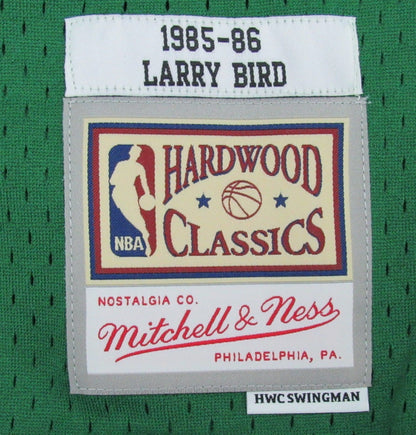 1985-86
LARRY BIRD
NBA
HARDWOOD
CLASSICS
NOSTALGIA CO.
Mitchell & Ness
PHILADELPHIA, PA.
HWC SWINGMAN